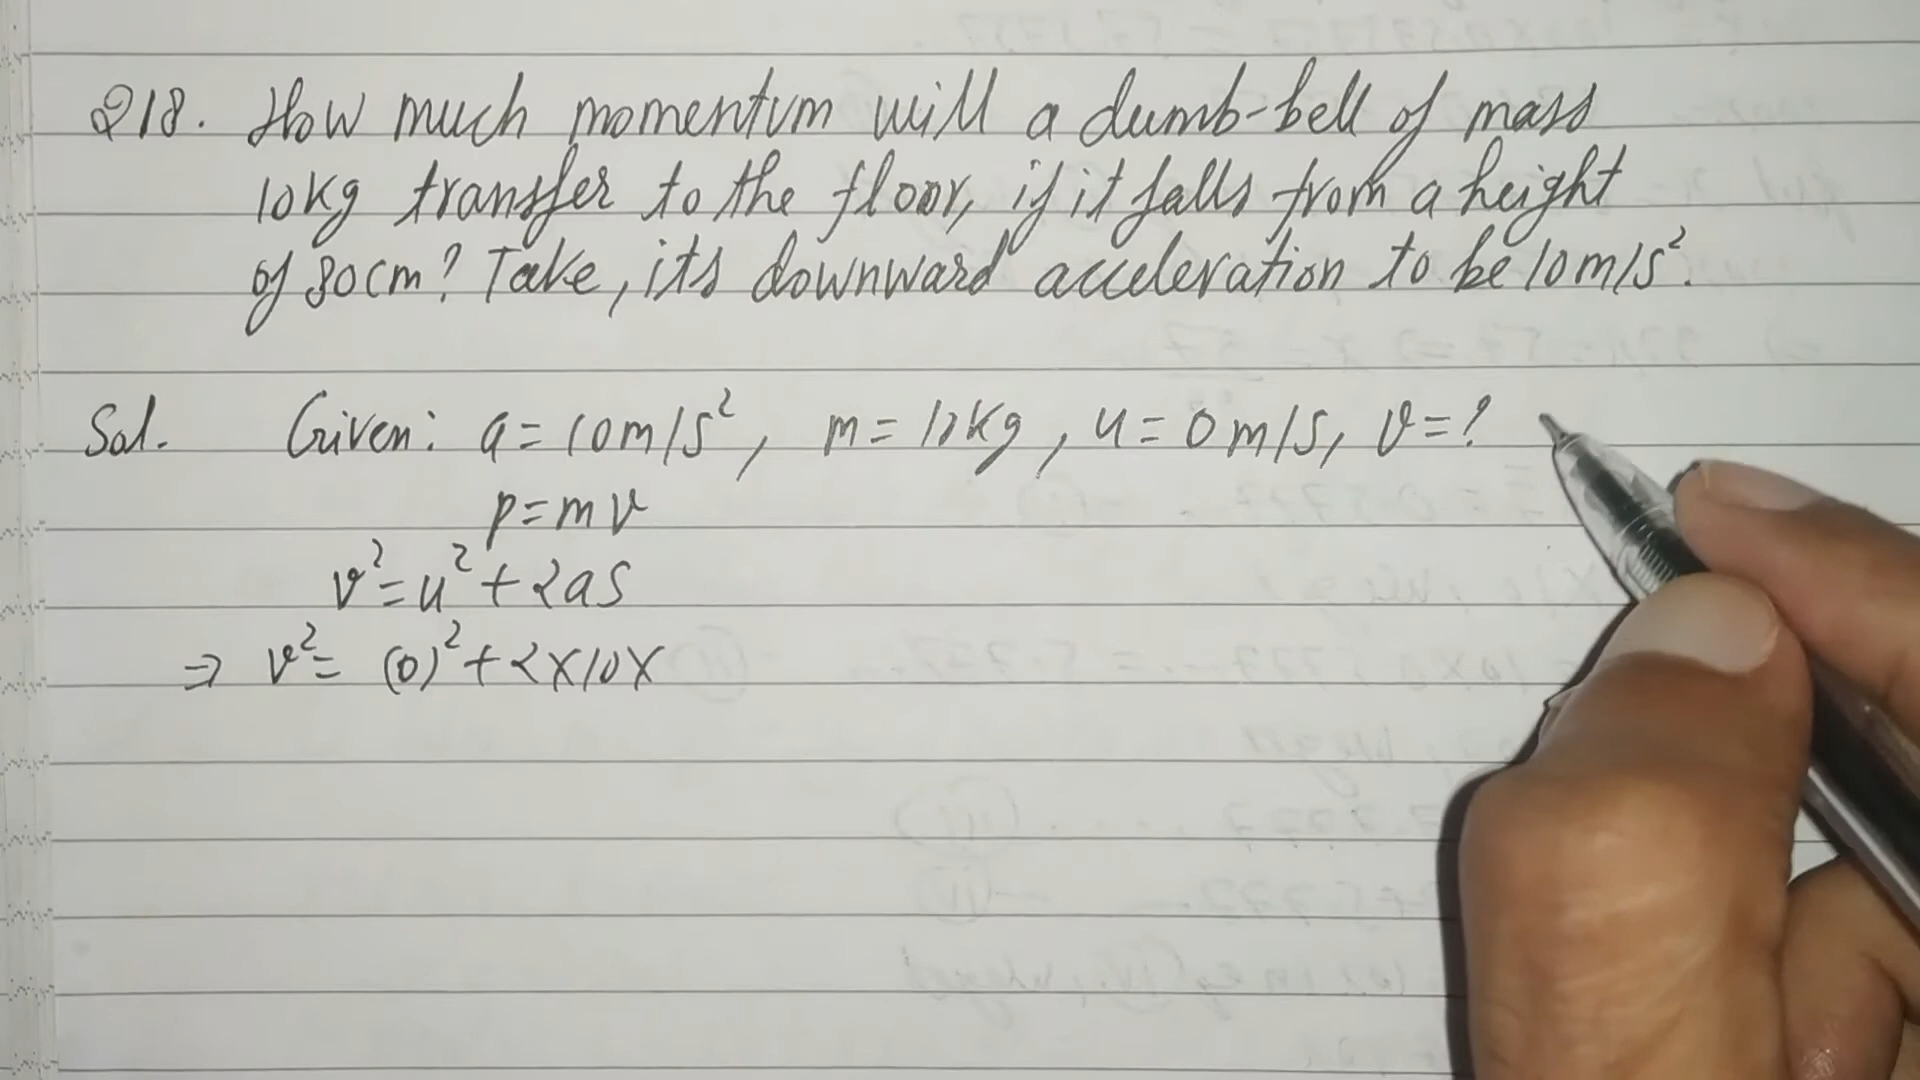 Q18. How much momentum will a dumb-bell of mass
10kg transfer to the floor, if it falls from a height
of 80cm? Take, its downward acceleration to be 10m/s².
Sol. Given: a = 10m/s², m = 10kg, u = 0m/s, v = ?
p = mv
v² = u² + 2as
⇒ v² = (0)² + 2×10×